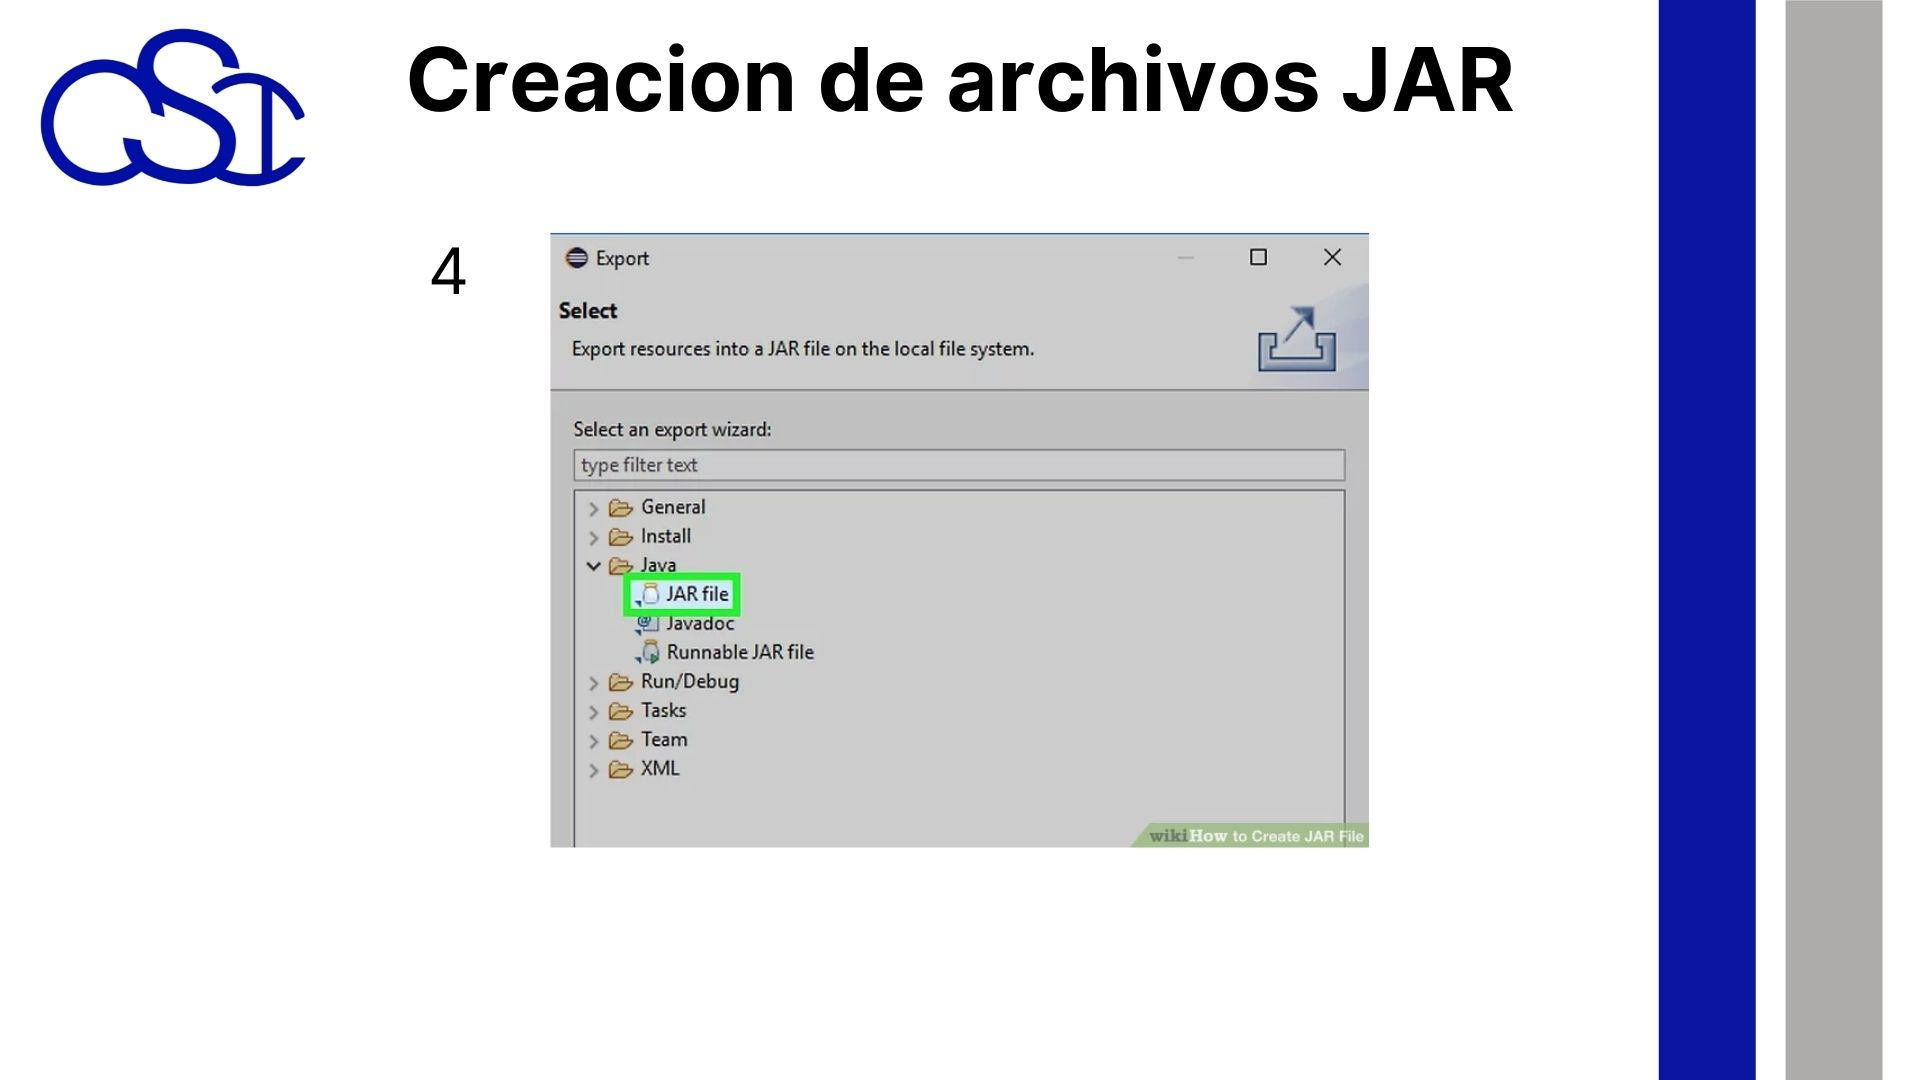 CSI
Creacion de archivos JAR
4
Export
Select
Export resources into a JAR file on the local file system.
Select an export wizard:
type filter text
General
Install
Java
JAR file
Javadoc
Runnable JAR file
Run/Debug
Tasks
Team
XML
wikiHow to Create JAR File